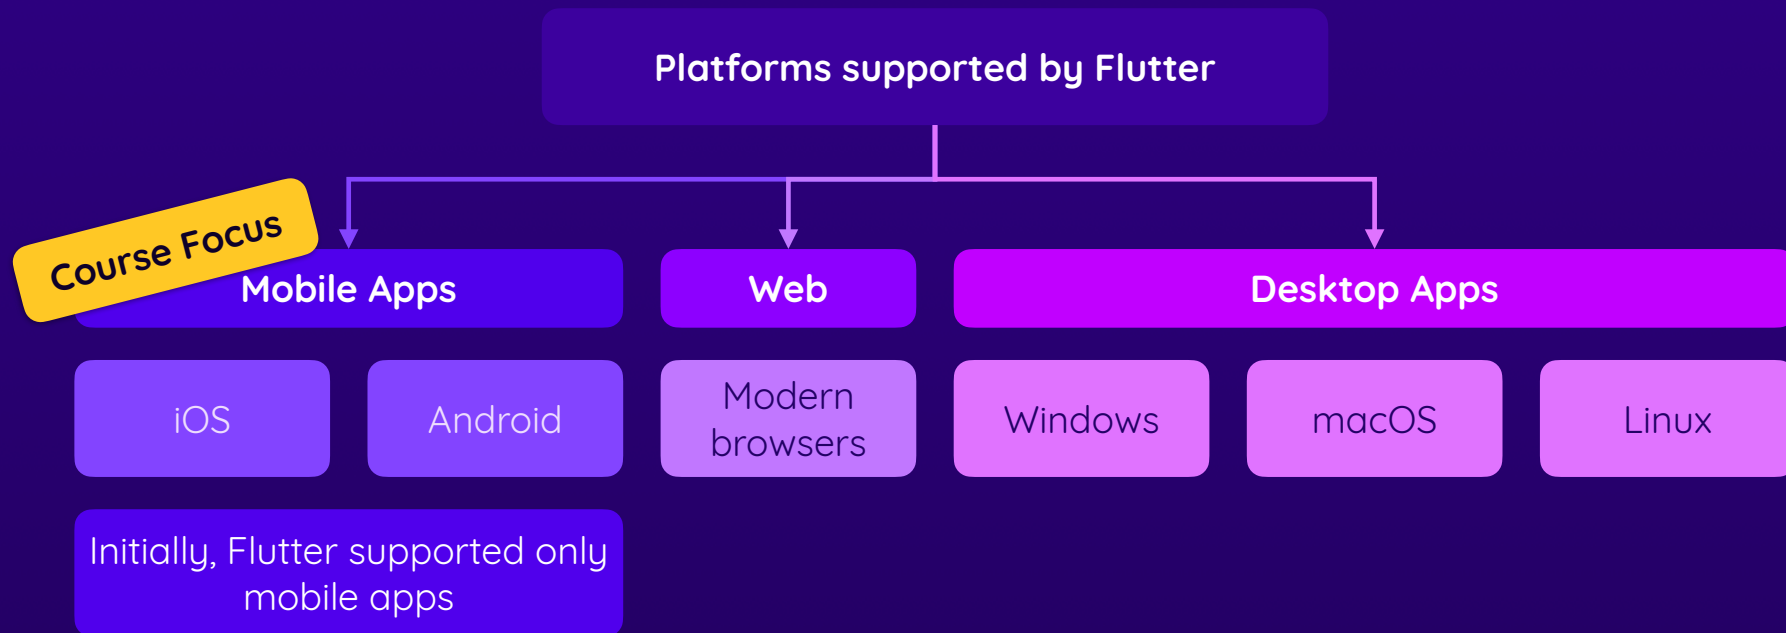 Platforms supported by Flutter
Course Focus
Mobile Apps
Web
Desktop Apps
iOS
Android
Modern
browsers
Windows
macOS
Linux
Initially, Flutter supported only
mobile apps